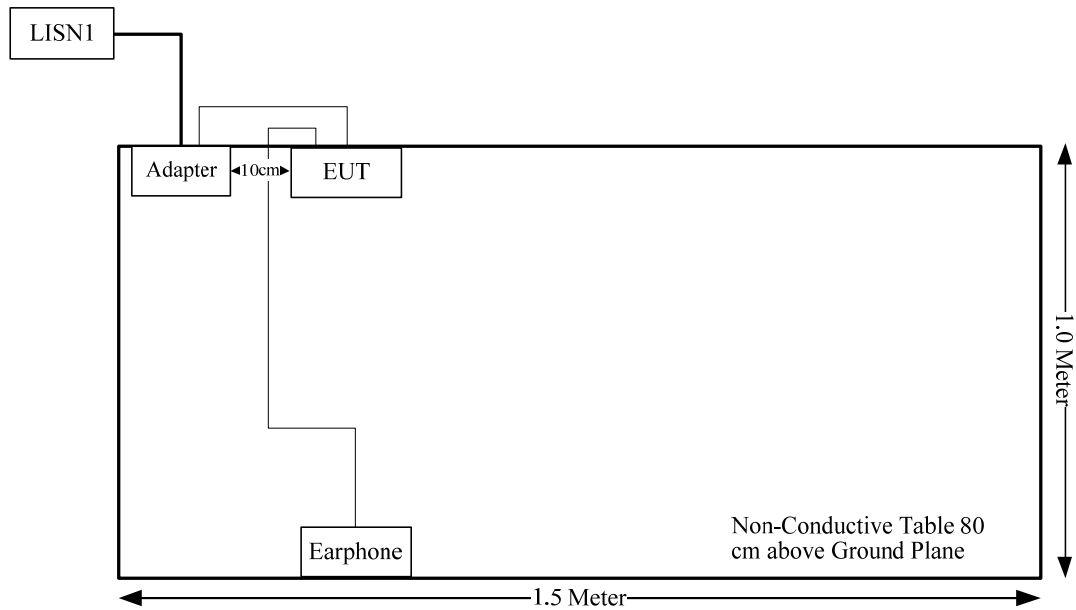 LISN1
Adapter
10cm
EUT
1.0 Meter
Earphone
Non-Conductive Table 80
cm above Ground Plane
1.5 Meter